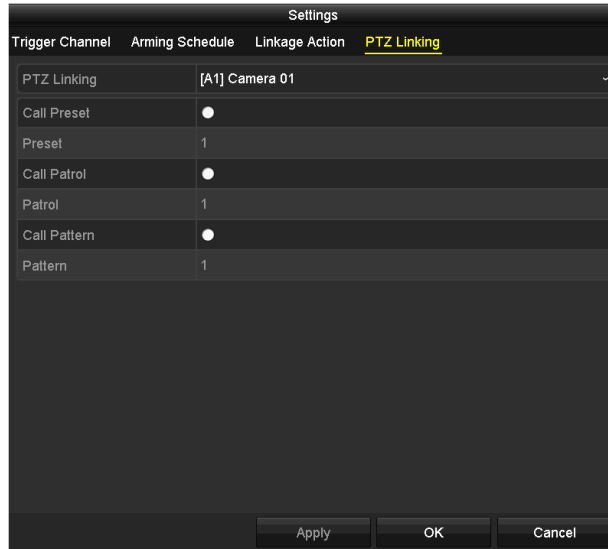 Settings
Trigger Channel Arming Schedule Linkage Action PTZ Linking
PTZ Linking [A1] Camera 01
Call Preset
Preset 1
Call Patrol
Patrol 1
Call Pattern
Pattern 1
Apply OK Cancel